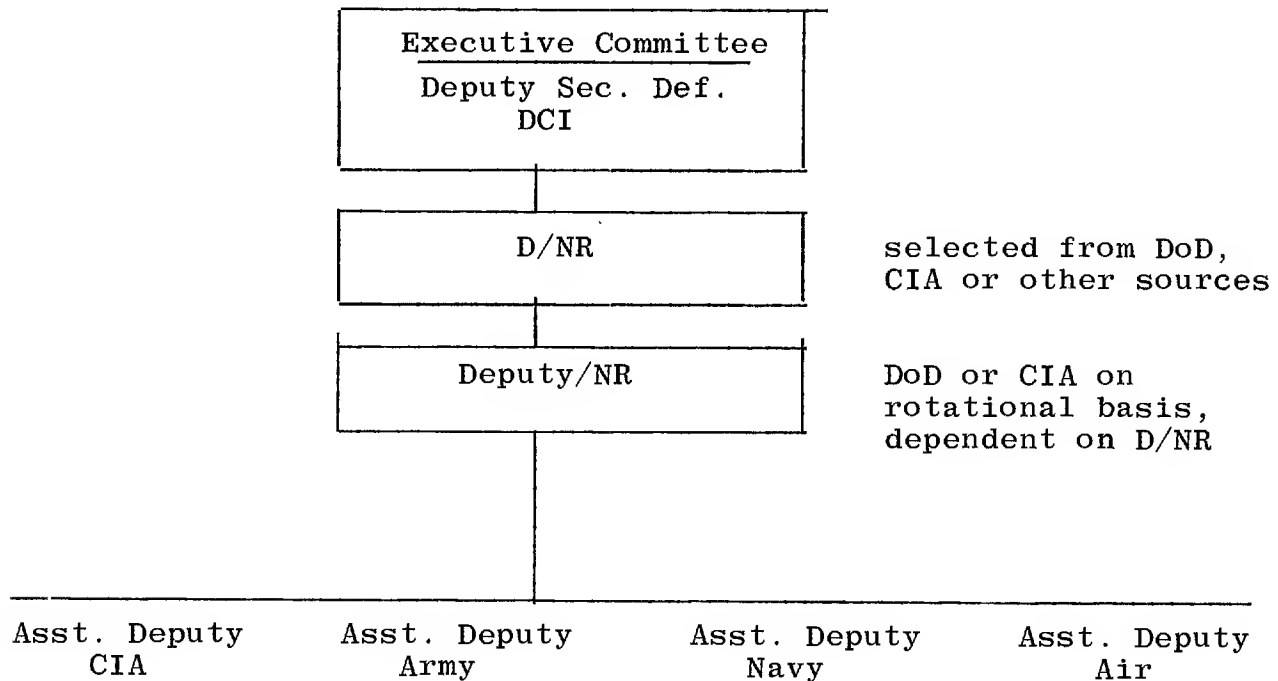 Executive Committee
Deputy Sec. Def.
DCI
D/NR
selected from DoD,
CIA or other sources
Deputy/NR
DoD or CIA on
rotational basis,
dependent on D/NR
Asst. Deputy
CIA
Asst. Deputy
Army
Asst. Deputy
Navy
Asst. Deputy
Air